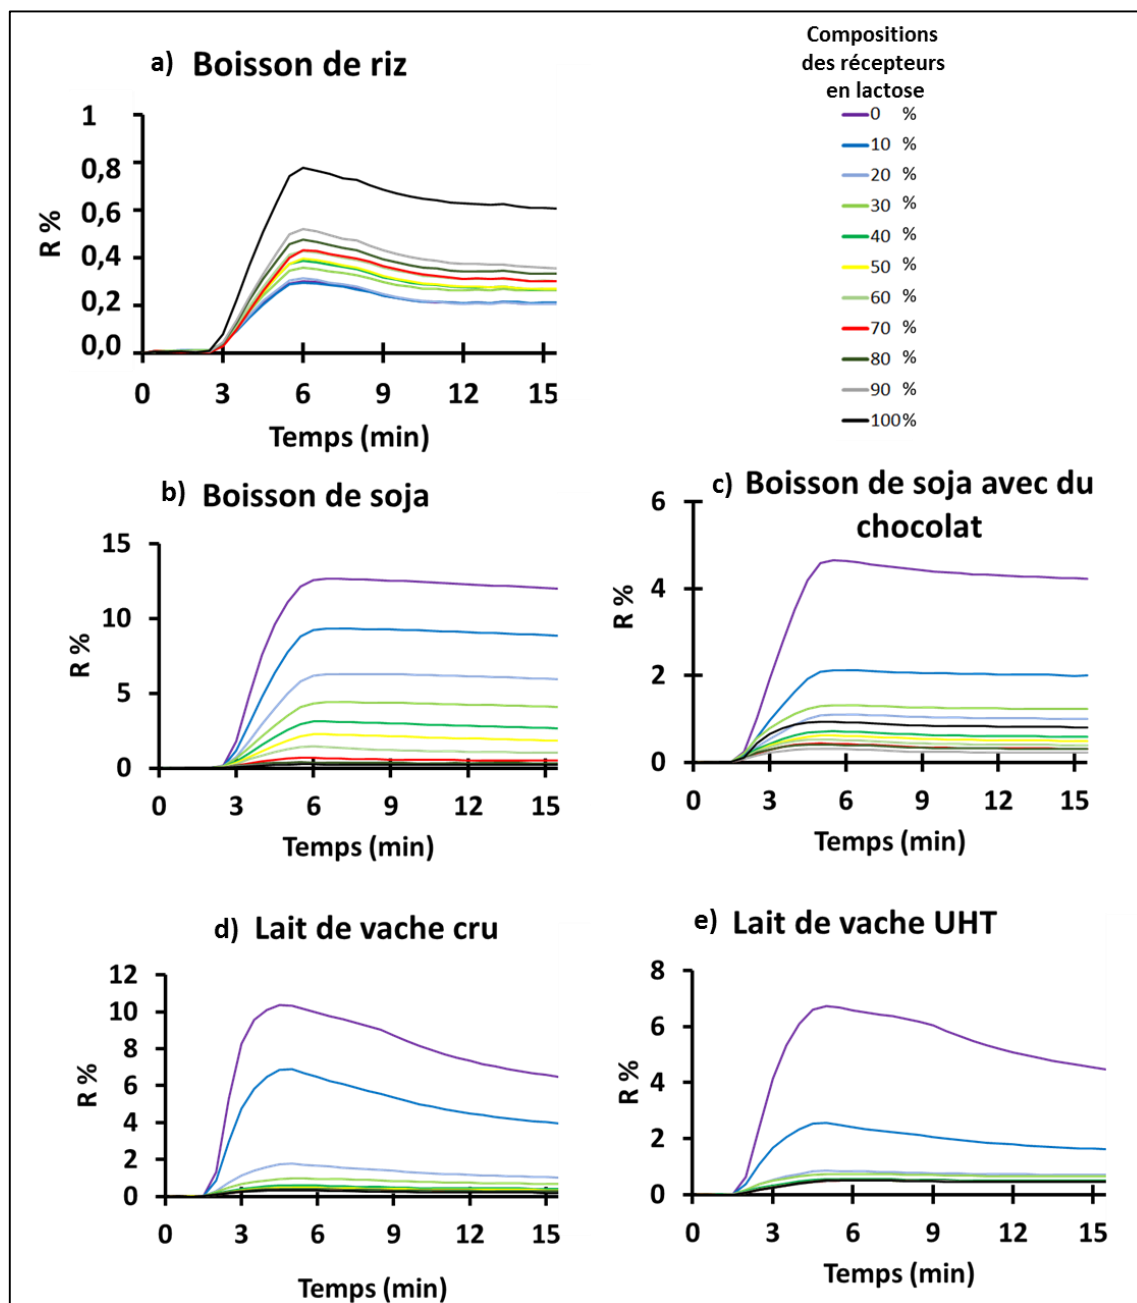 a) Boisson de riz
1
0,8
0,6
0,4
0,2
0,0
R %
0 3 6 9 12 15
Temps (min)
Compositions
des récepteurs
en lactose
0 %
10 %
20 %
30 %
40 %
50 %
60 %
70 %
80 %
90 %
100%
b) Boisson de soja
15
10
5
0
R %
0 3 6 9 12 15
Temps (min)
c) Boisson de soja avec du
chocolat
6
4
2
0
R %
0 3 6 9 12 15
Temps (min)
d) Lait de vache cru
12
10
8
6
4
2
0
R %
0 3 6 9 12 15
Temps (min)
e) Lait de vache UHT
8
6
4
2
0
R %
0 3 6 9 12 15
Temps (min)